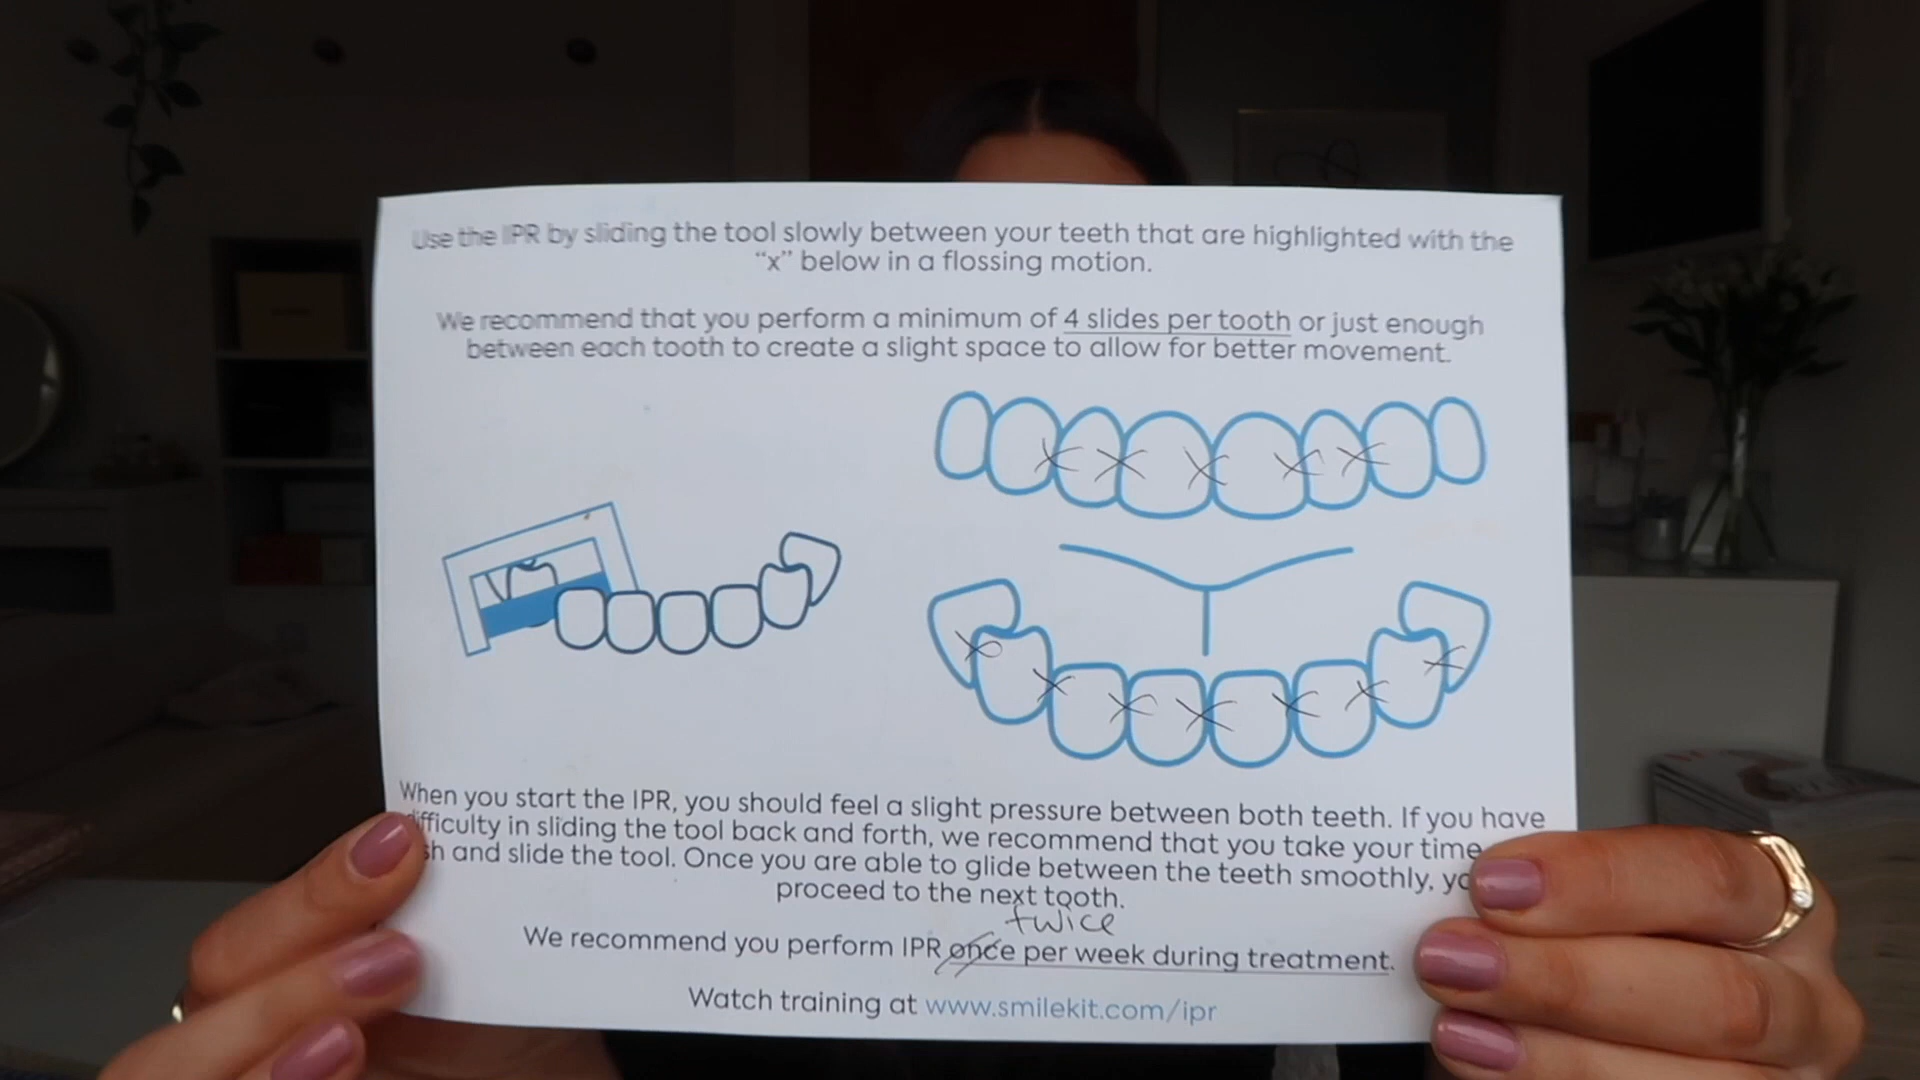 Use the IPR by sliding the tool slowly between your teeth that are highlighted with the
“x” below in a flossing motion.
We recommend that you perform a minimum of 4 slides per tooth or just enough
between each tooth to create a slight space to allow for better movement.
When you start the IPR, you should feel a slight pressure between both teeth. If you have
in sliding the tool back and forth, we recommend that you take your time
and slide the tool. Once you are able to glide between the teeth smoothly,
proceed to the next tooth.
twice
We recommend you perform IPR once per week during treatment.
Watch training at www.smilekit.com/ipr